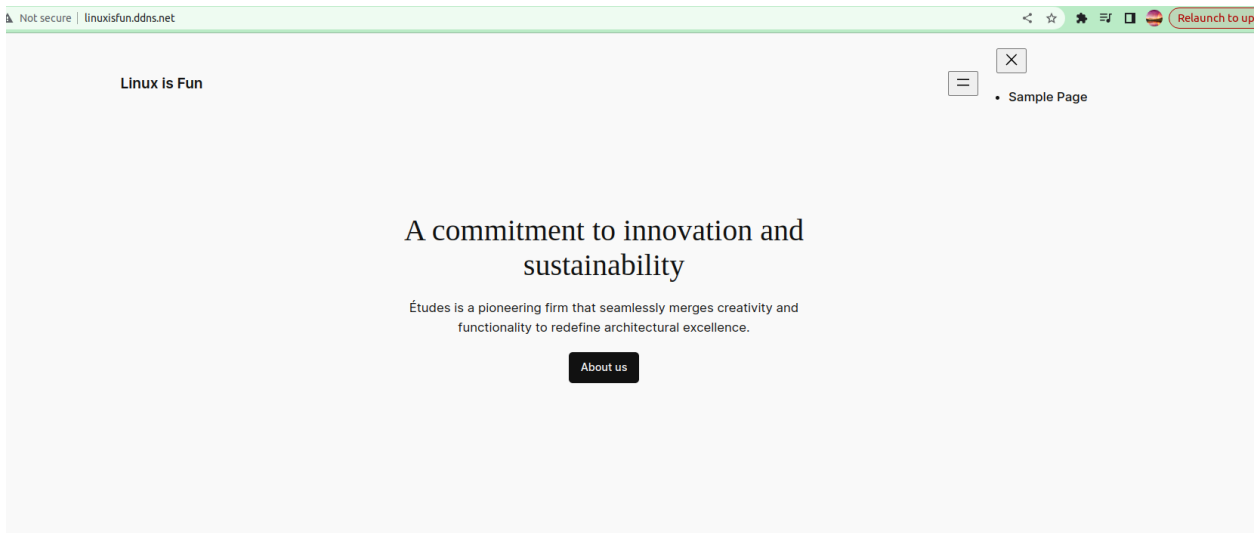 Not secure
linuxisfun.ddns.net
Relaunch to up
Linux is Fun
Sample Page
A commitment to innovation and
sustainability
Études is a pioneering firm that seamlessly merges creativity and
functionality to redefine architectural excellence.
About us